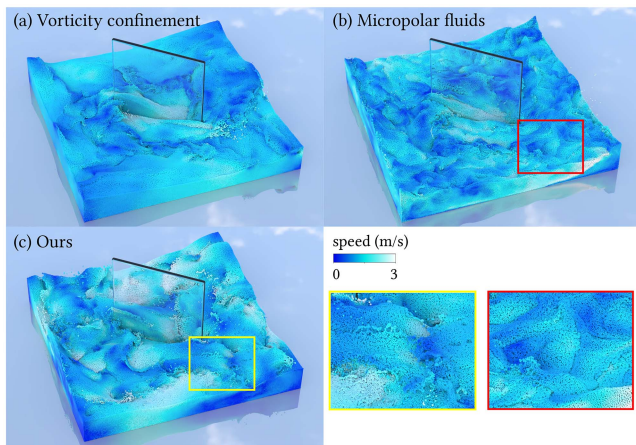 (a) Vorticity confinement
(b) Micropolar fluids
(c) Ours
speed (m/s)
0 3